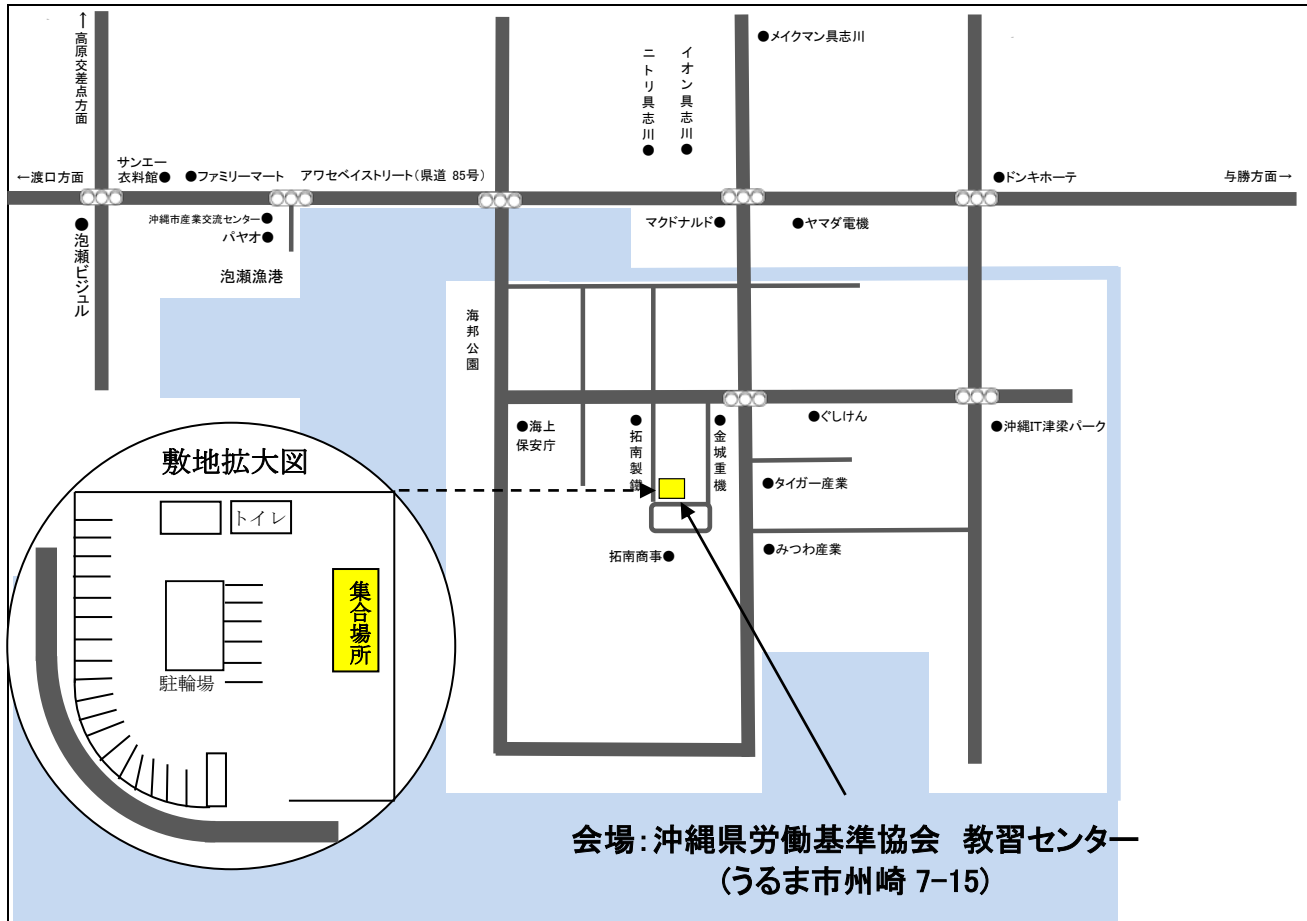 ↑高原交差点方面
ニトリ具志川
イオン具志川
メイクマン具志川
←渡口方面
サンエー
衣料館
ファミリーマート
アワセベイストリート(県道 85号)
ドンキホーテ
与勝方面→
沖縄市産業交流センター
パヤオ
泡瀬漁港
泡瀬ビジュル
マクドナルド
ヤマダ電機
海邦公園
海上
保安庁
拓南製鐵
金城重機
ぐしけん
沖縄IT津梁パーク
タイガー産業
みつわ産業
拓南商事
敷地拡大図
トイレ
集合場所
駐輪場
会場:沖縄県労働基準協会 教習センター
(うるま市州崎 7-15)